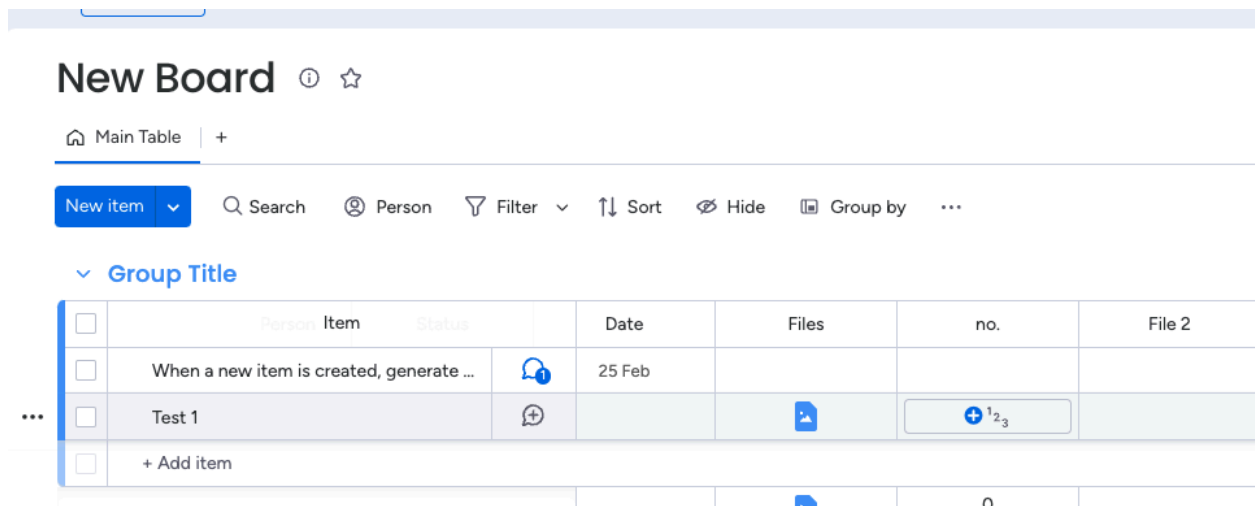 New Board
Main Table +
New item Search Person Filter Sort Hide Group by ...
Group Title
Person Item Status Date Files no. File 2
When a new item is created, generate ... 1 25 Feb
Test 1 123
+ Add item
0